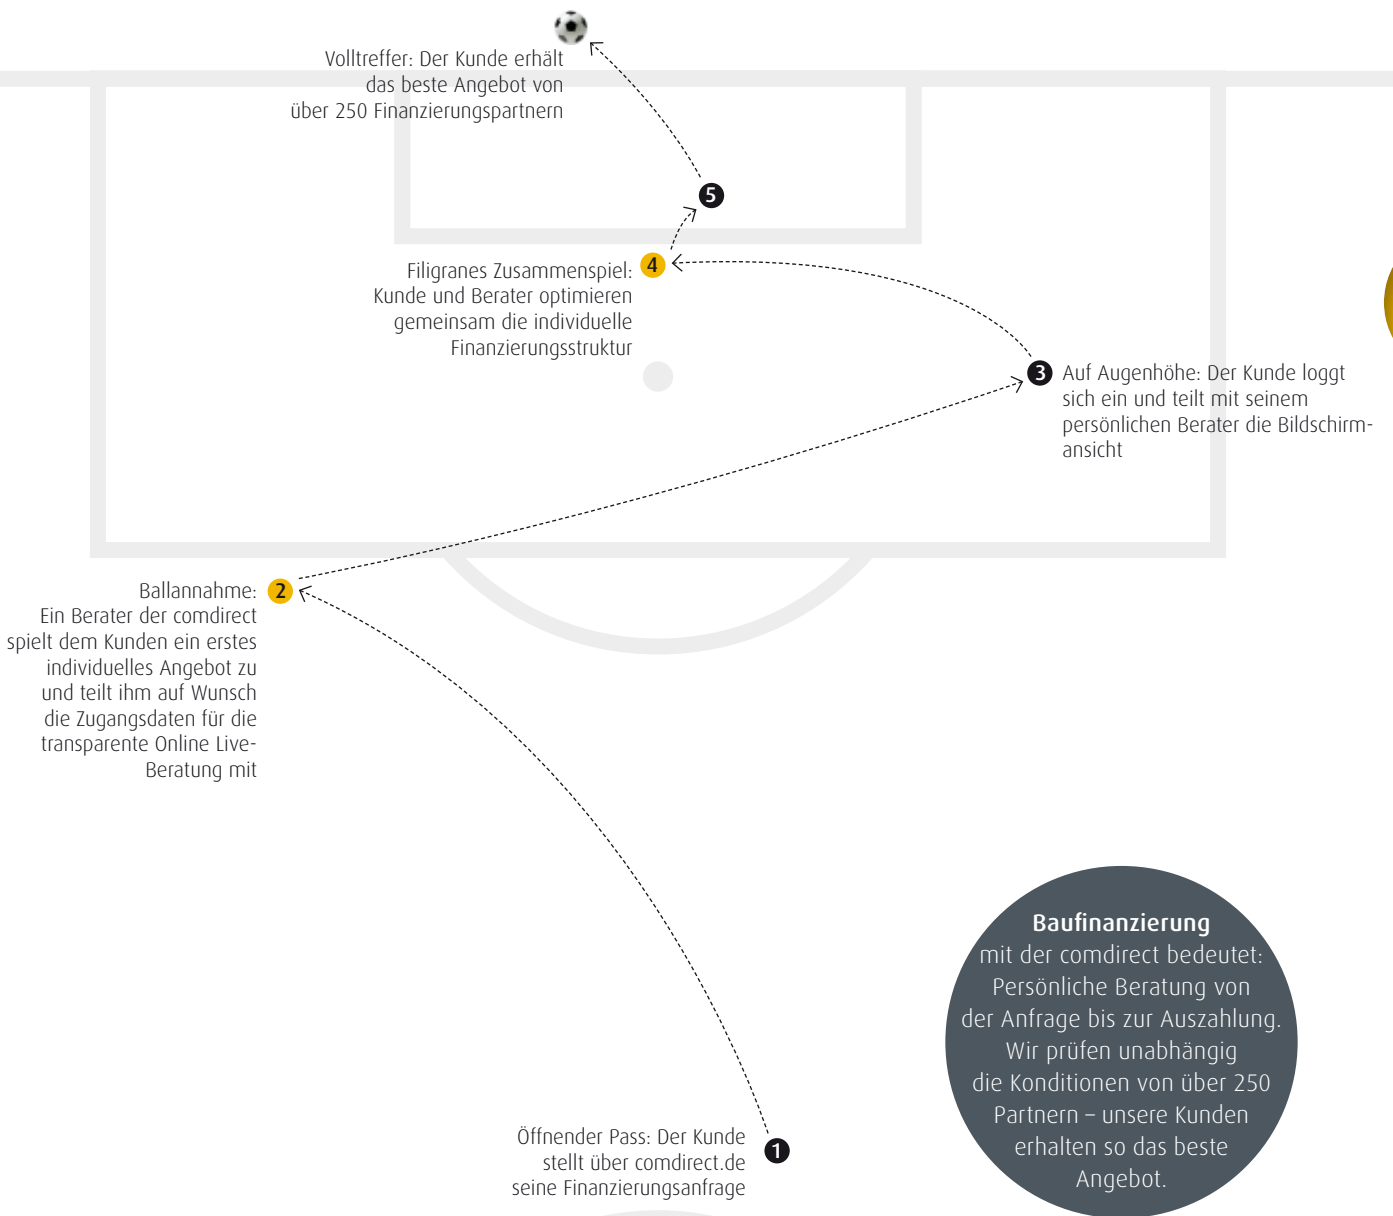 Volltreffer: Der Kunde erhält
das beste Angebot von
über 250 Finanzierungspartnern
5
4
Filigranes Zusammenspiel:
Kunde und Berater optimieren
gemeinsam die individuelle
Finanzierungsstruktur
3
Auf Augenhöhe: Der Kunde loggt
sich ein und teilt mit seinem
persönlichen Berater die Bildschirm-
ansicht
2
Ballannahme:
Ein Berater der comdirect
spielt dem Kunden ein erstes
individuelles Angebot zu
und teilt ihm auf Wunsch
die Zugangsdaten für die
transparente Online Live-
Beratung mit
Baufinanzierung
mit der comdirect bedeutet:
Persönliche Beratung von
der Anfrage bis zur Auszahlung.
Wir prüfen unabhängig
die Konditionen von über 250
Partnern – unsere Kunden
erhalten so das beste
Angebot.
Öffnender Pass: Der Kunde
stellt über comdirect.de
seine Finanzierungsanfrage
1